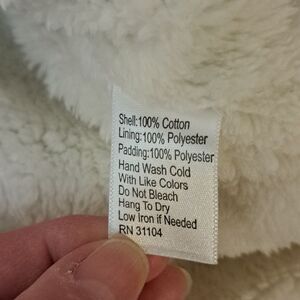 Shell:100% Cotton
Lining:100% Polyester
Padding:100% Polyester
Hand Wash Cold
With Like Colors
Do Not Bleach
Hang To Dry
Low Iron if Needed
RN 31104